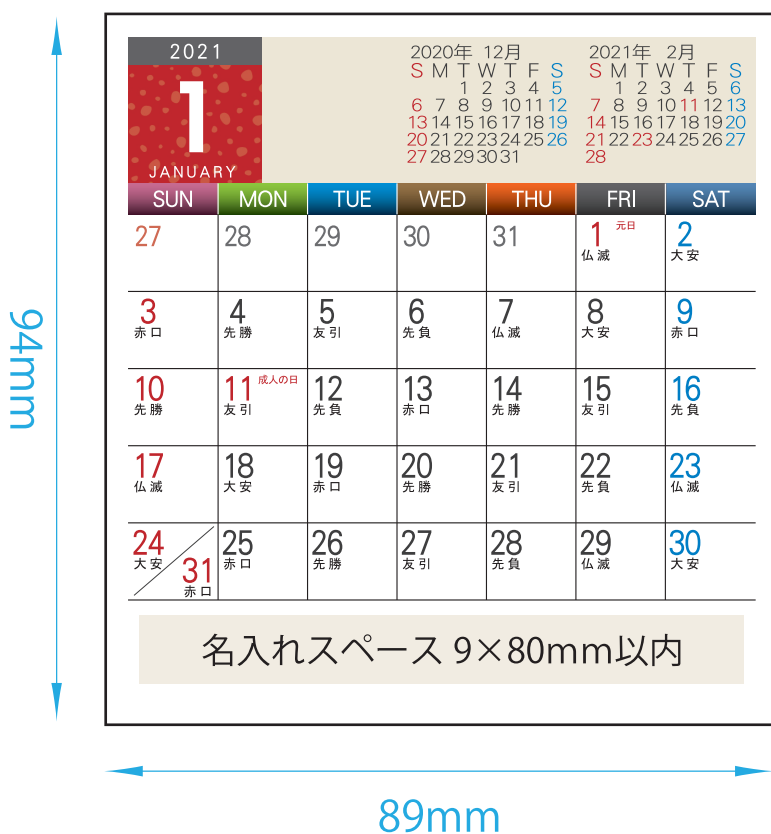 2021
1
JANUARY
2020年 12月
S M T W T F S
1 2 3 4 5
6 7 8 9 10 11 12
13 14 15 16 17 18 19
20 21 22 23 24 25 26
27 28 29 30 31
2021年 2月
S M T W T F S
1 2 3 4 5 6
7 8 9 10 11 12 13
14 15 16 17 18 19 20
21 22 23 24 25 26 27
28
SUN MON TUE WED THU FRI SAT
27 28 29 30 31 1 元日 2
仏滅 大安
3 4 5 6 7 8 9
赤口 先勝 友引 先負 仏滅 大安 赤口
10 11 成人の日 12 13 14 15 16
先勝 友引 先負 赤口 先勝 友引 先負
17 18 19 20 21 22 23
仏滅 大安 赤口 先勝 友引 先負 仏滅
24 25 26 27 28 29 30
大安 赤口 先勝 友引 先負 仏滅 大安
31
赤口
名入れスペース 9×80mm以内
94mm
89mm